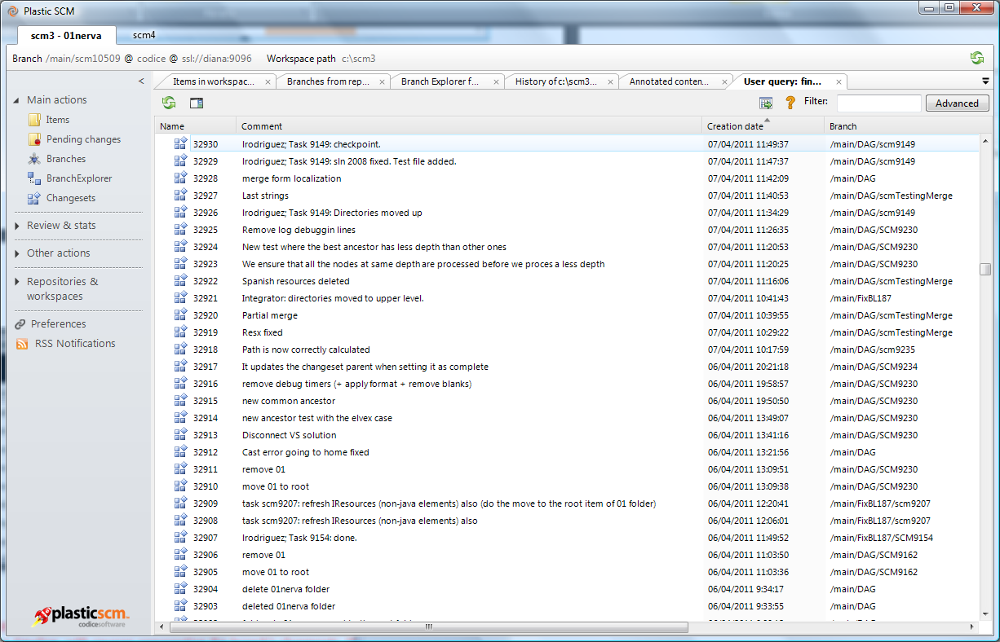 Plastic SCM
scm3 - 01nerva scm4
Branch /main/scm10509 @ codice @ ssl://diana:9096 Workspace path c:\scm3
< Items in workspac... × Branches from rep... × Branch Explorer f... × History of c:\scm3... × Annotated conten... × User query: fin... ×
Main actions
Items
Pending changes
Branches
BranchExplorer
Changesets
Review & stats
Other actions
Repositories &
workspaces
Preferences
RSS Notifications
plasticscm
codicesoftware
Filter: Advanced
Name Comment Creation date Branch
32930 lrodriguez; Task 9149: checkpoint. 07/04/2011 11:49:37 /main/DAG/scm9149
32929 lrodriguez; Task 9149: sln 2008 fixed. Test file added. 07/04/2011 11:47:37 /main/DAG/scm9149
32928 merge form localization 07/04/2011 11:42:09 /main/DAG
32927 Last strings 07/04/2011 11:40:53 /main/DAG/scmTestingMerge
32926 lrodriguez; Task 9149: Directories moved up 07/04/2011 11:34:29 /main/DAG/scm9149
32925 Remove log debuggin lines 07/04/2011 11:26:35 /main/DAG/SCM9230
32924 New test where the best ancestor has less depth than other ones 07/04/2011 11:20:53 /main/DAG/SCM9230
32923 We ensure that all the nodes at same depth are processed before we proces a less depth 07/04/2011 11:20:25 /main/DAG/SCM9230
32922 Spanish resources deleted 07/04/2011 11:16:06 /main/DAG/scmTestingMerge
32921 Integrator: directories moved to upper level. 07/04/2011 10:41:43 /main/FixBL187
32920 Partial merge 07/04/2011 10:39:55 /main/DAG/scmTestingMerge
32919 Resx fixed 07/04/2011 10:29:22 /main/DAG/scmTestingMerge
32918 Path is now correctly calculated 07/04/2011 10:17:59 /main/DAG/scm9235
32917 It updates the changeset parent when setting it as complete 06/04/2011 20:21:18 /main/DAG/SCM9234
32916 remove debug timers (+ apply format + remove blanks) 06/04/2011 19:58:57 /main/DAG/SCM9230
32915 new common ancestor 06/04/2011 19:50:50 /main/DAG/SCM9230
32914 new ancestor test with the elvex case 06/04/2011 13:49:07 /main/DAG/SCM9230
32913 Disconnect VS solution 06/04/2011 13:41:16 /main/DAG/SCM9230
32912 Cast error going to home fixed 06/04/2011 13:21:56 /main/DAG
32911 remove 01 06/04/2011 13:09:51 /main/DAG/SCM9230
32910 move 01 to root 06/04/2011 13:09:38 /main/DAG/SCM9230
32909 task scm9207: refresh IResources (non-java elements) also (do the move to the root item of 01 folder) 06/04/2011 12:20:41 /main/FixBL187/scm9207
32908 task scm9207: refresh IResources (non-java elements) also 06/04/2011 12:06:01 /main/FixBL187/scm9207
32907 lrodriguez; Task 9154: done. 06/04/2011 11:49:52 /main/FixBL187/SCM9154
32906 remove 01 06/04/2011 11:03:50 /main/DAG/SCM9162
32905 move 01 to root 06/04/2011 11:03:36 /main/DAG/SCM9162
32904 delete 01nerva folder 06/04/2011 9:34:17 /main/DAG
32903 deleted 01nerva folder 06/04/2011 9:33:55 /main/DAG